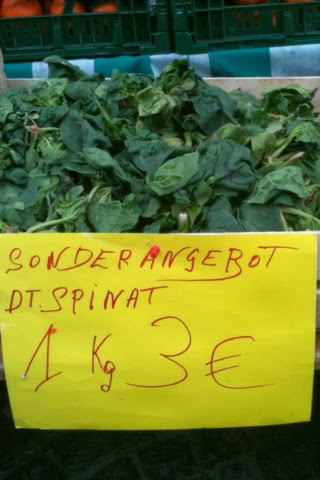 SONDERANGEBOT
DT. SPINAT
1 Kg 3 €